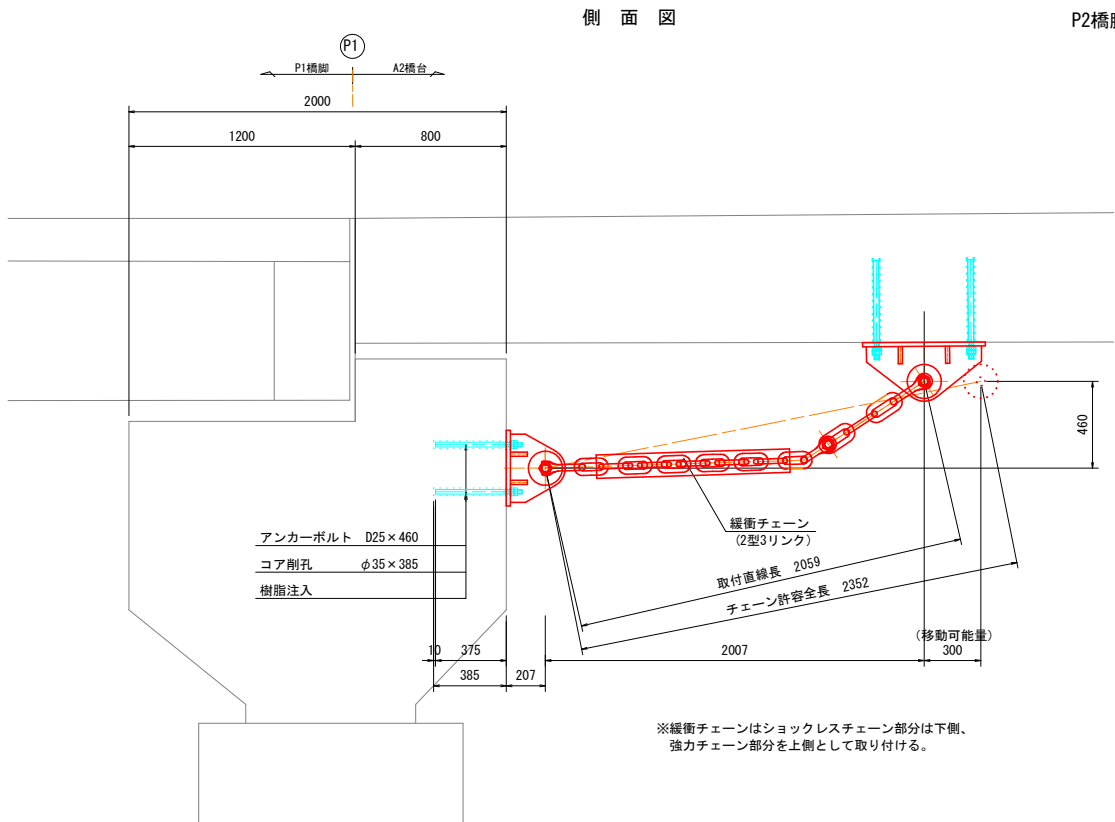 側 面 図
P2橋脚
P1
P1橋脚
A2橋台
2000
1200
800
460
緩衝チェーン
(2型3リンク)
アンカーボルト D25×460
コア削孔 φ35×385
樹脂注入
取付直線長 2059
チェーン許容全長 2352
(移動可能量)
10
375
2007
300
385
207
※緩衝チェーンはショックレスチェーン部分は下側、
強力チェーン部分を上側として取り付ける。